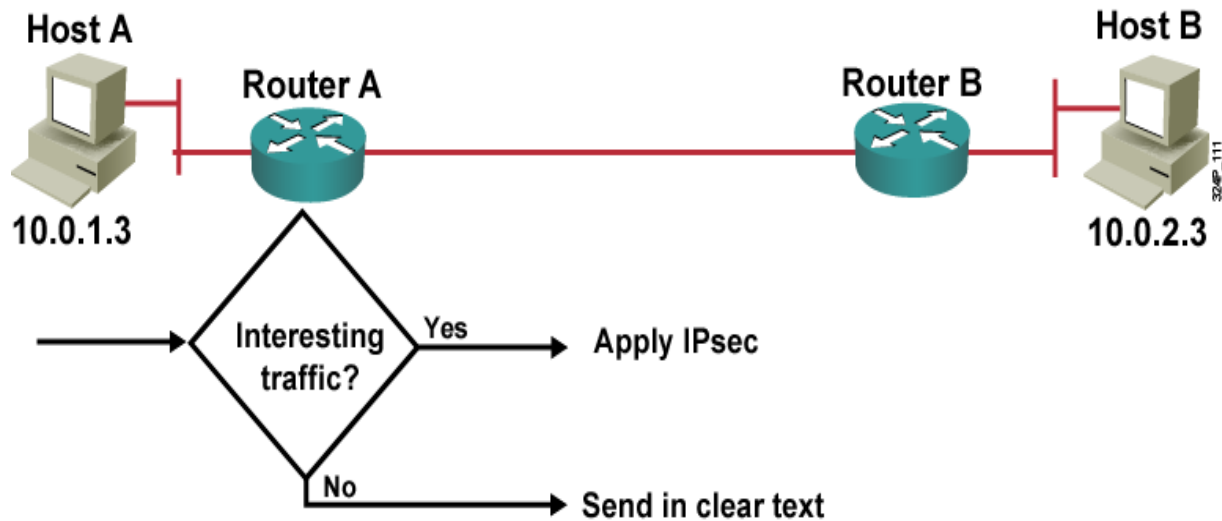 Host A
Host B
Router A
Router B
10.0.1.3
10.0.2.3
324P_111
Interesting
traffic?
Yes
Apply IPsec
No
Send in clear text